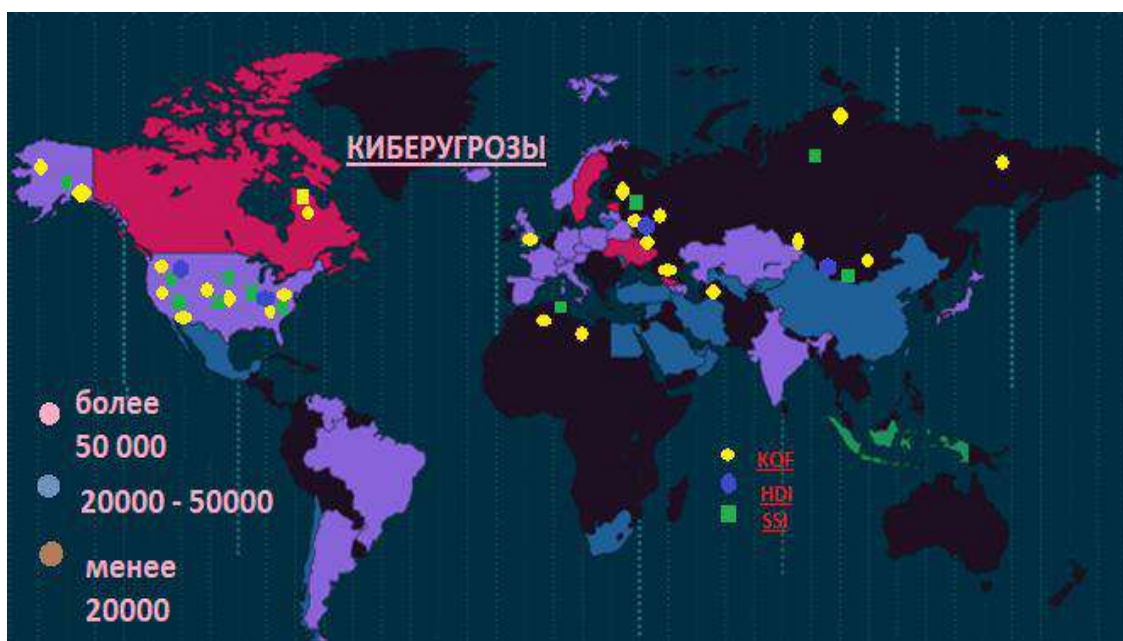 КИБЕРУГРОЗЫ
более
50 000
20000 - 50000
менее
20000
KOF
HDI
SSI